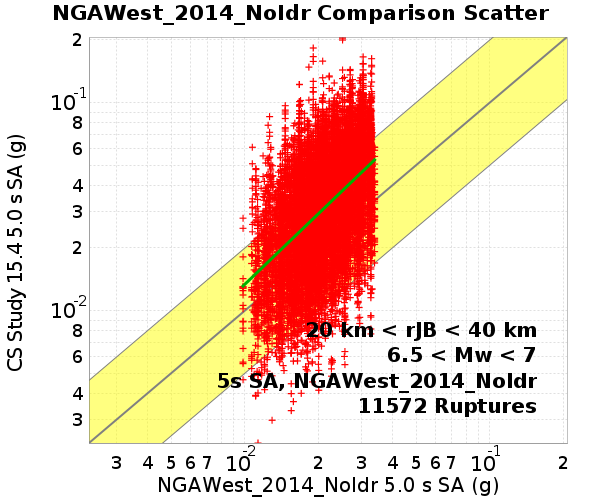 NGAWest_2014_NoIdr Comparison Scatter
CS Study 15.4 5.0 s SA (g)
2
10-1
8
6
4
3
2
10-2
8
6
4
3
20 km < rJB < 40 km
6.5 < Mw < 7
5s SA, NGAWest_2014_NoIdr
11572 Ruptures
3 4 5 6 7 10-2 2 3 4 5 6 7 10-1 2
NGAWest_2014_NoIdr 5.0 s SA (g)